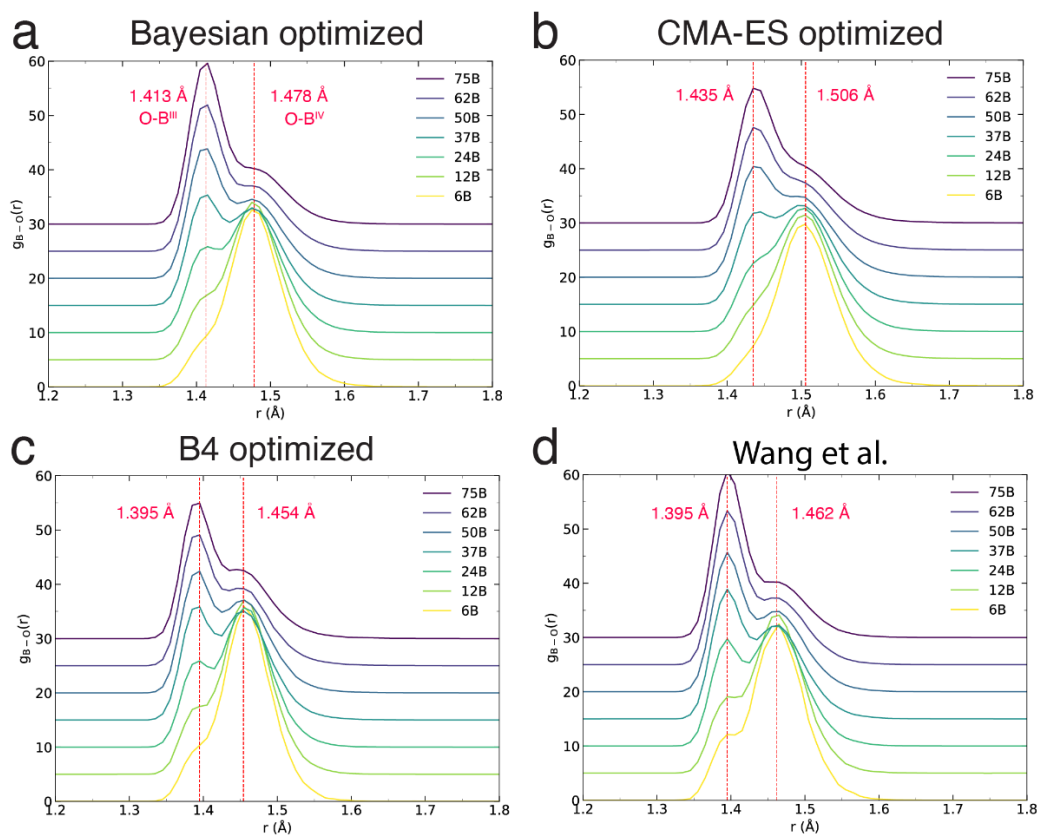 a
Bayesian optimized
60
50
40
30
20
10
0
g_B−O(r)
1.413 Å
O-B^III
1.478 Å
O-B^IV
75B
62B
50B
37B
24B
12B
6B
1.2 1.3 1.4 1.5 1.6 1.7 1.8
r (Å)
b
CMA-ES optimized
60
50
40
30
20
10
0
g_B−O(r)
1.435 Å
1.506 Å
75B
62B
50B
37B
24B
12B
6B
1.2 1.3 1.4 1.5 1.6 1.7 1.8
r (Å)
c
B4 optimized
60
50
40
30
20
10
0
g_B−O(r)
1.395 Å
1.454 Å
75B
62B
50B
37B
24B
12B
6B
1.2 1.3 1.4 1.5 1.6 1.7 1.8
r (Å)
d
Wang et al.
60
50
40
30
20
10
0
g_B−O(r)
1.395 Å
1.462 Å
75B
62B
50B
37B
24B
12B
6B
1.2 1.3 1.4 1.5 1.6 1.7 1.8
r (Å)